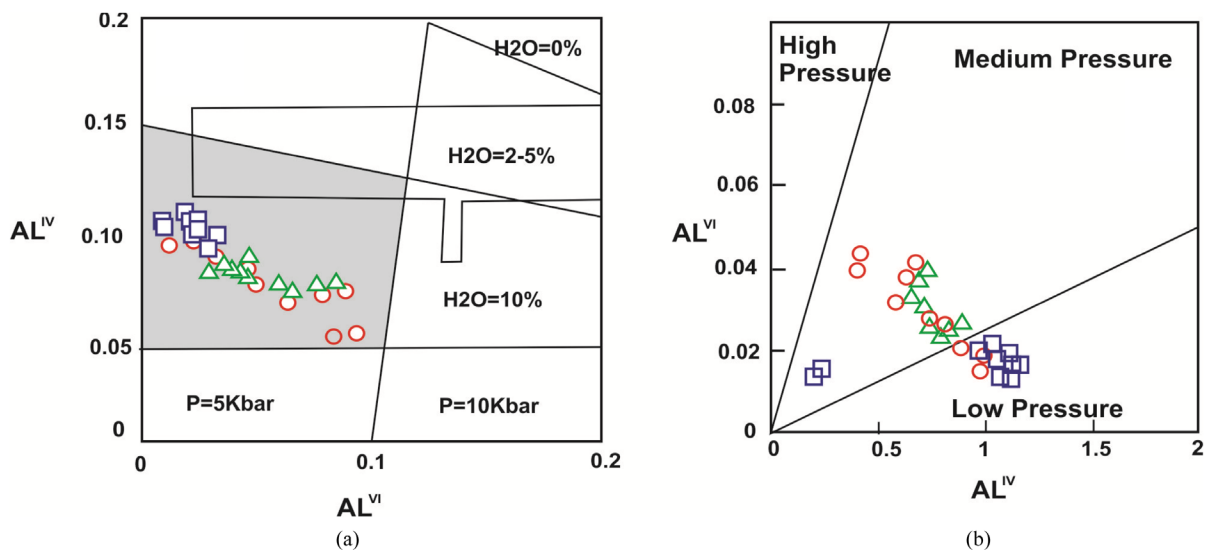 0.2
H2O=0%
0.15
H2O=2-5%
AL^IV
0.10
H2O=10%
0.05
P=5Kbar
P=10Kbar
0
0
0.1
0.2
AL^VI
(a)
High
Pressure
Medium Pressure
0.08
0.06
AL^VI
0.04
0.02
Low Pressure
0
0
0.5
1
1.5
2
AL^IV
(b)